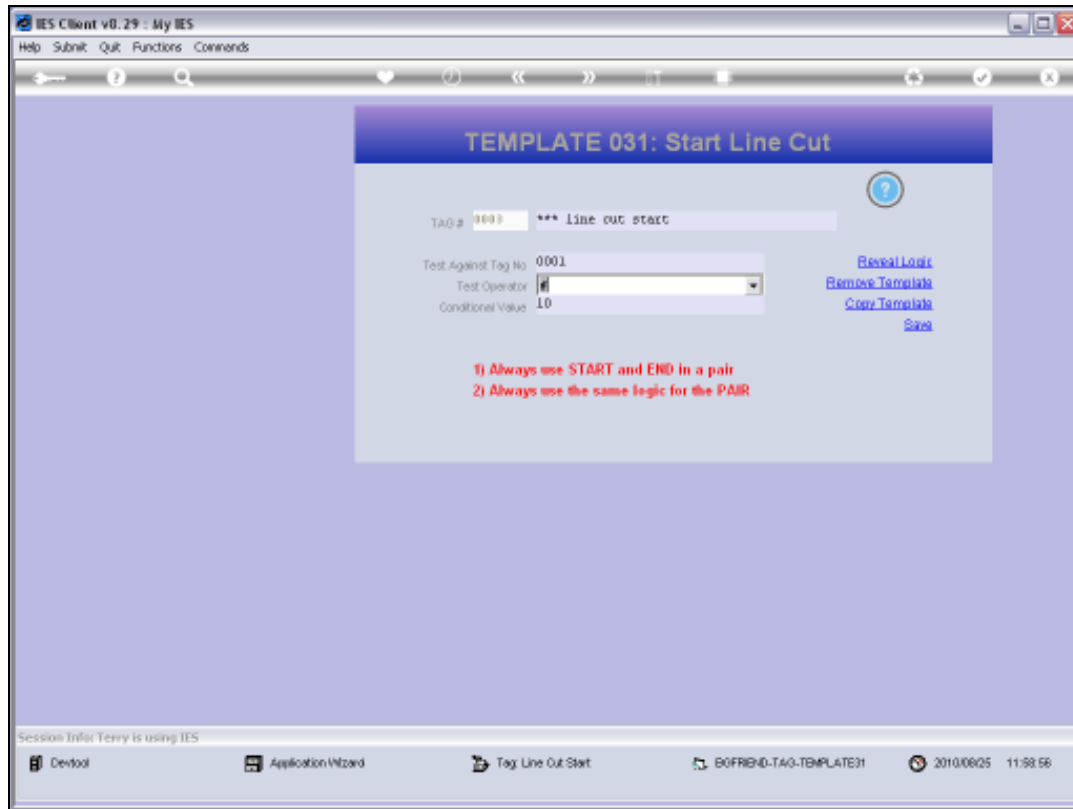 IES Client v8.29 : My IES
Help Submit Quit Functions Commands
TEMPLATE 031: Start Line Cut
TAG # 0003 *** line cut start
Test Against Tag No 0001
Reveal Logic
Test Operator #
Remove Template
Conditional Value 10
Copy Template
Save
1) Always use START and END in a pair
2) Always use the same logic for the PAIR
Session Info: Terry is using IES
Devtool Application Wizard Tag: Line Cut Start BGFRIEND-TAG-TEMPLATE31 2010/08/25 11:58:56